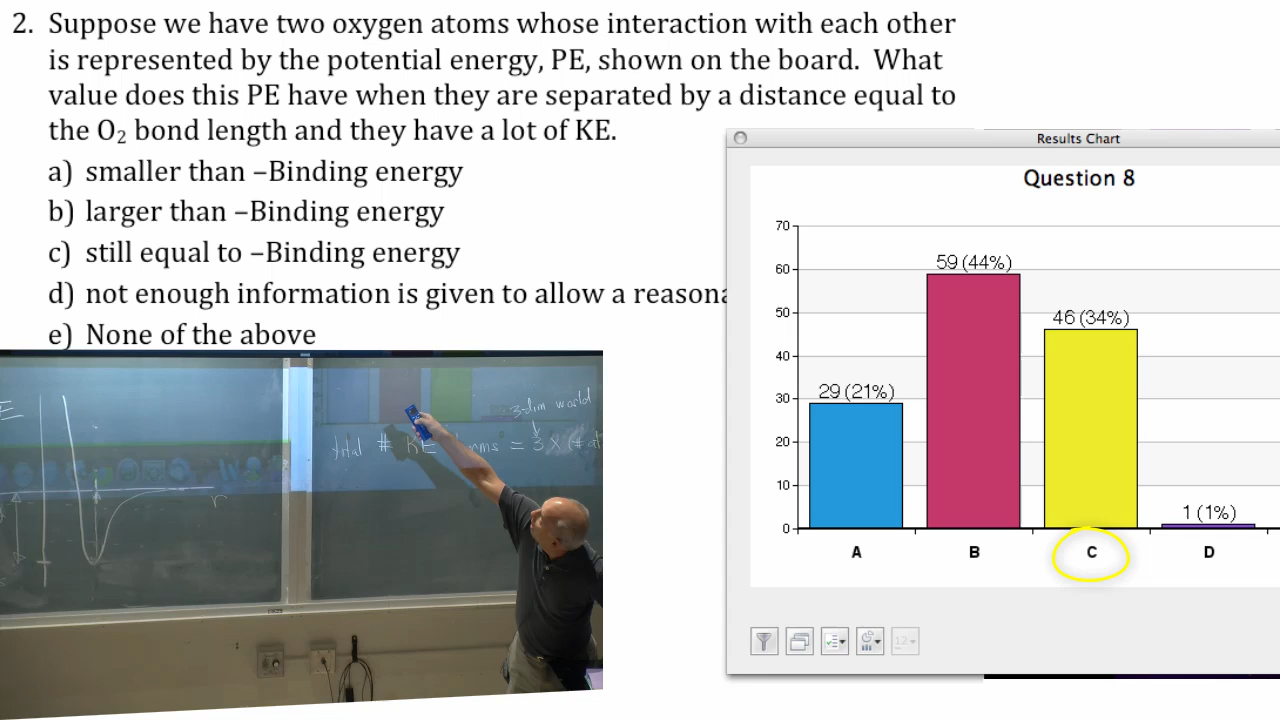 2. Suppose we have two oxygen atoms whose interaction with each other
is represented by the potential energy, PE, shown on the board. What
value does this PE have when they are separated by a distance equal to
the O₂ bond length and they have a lot of KE.
a) smaller than –Binding energy
b) larger than –Binding energy
c) still equal to –Binding energy
d) not enough information is given to allow a
e) None of the above
Results Chart
Question 8
70
60
50
40
30
20
10
0
29 (21%)
59 (44%)
46 (34%)
1 (1%)
A
B
C
D
12
r
3-dim world
total # KE = 3 x (#